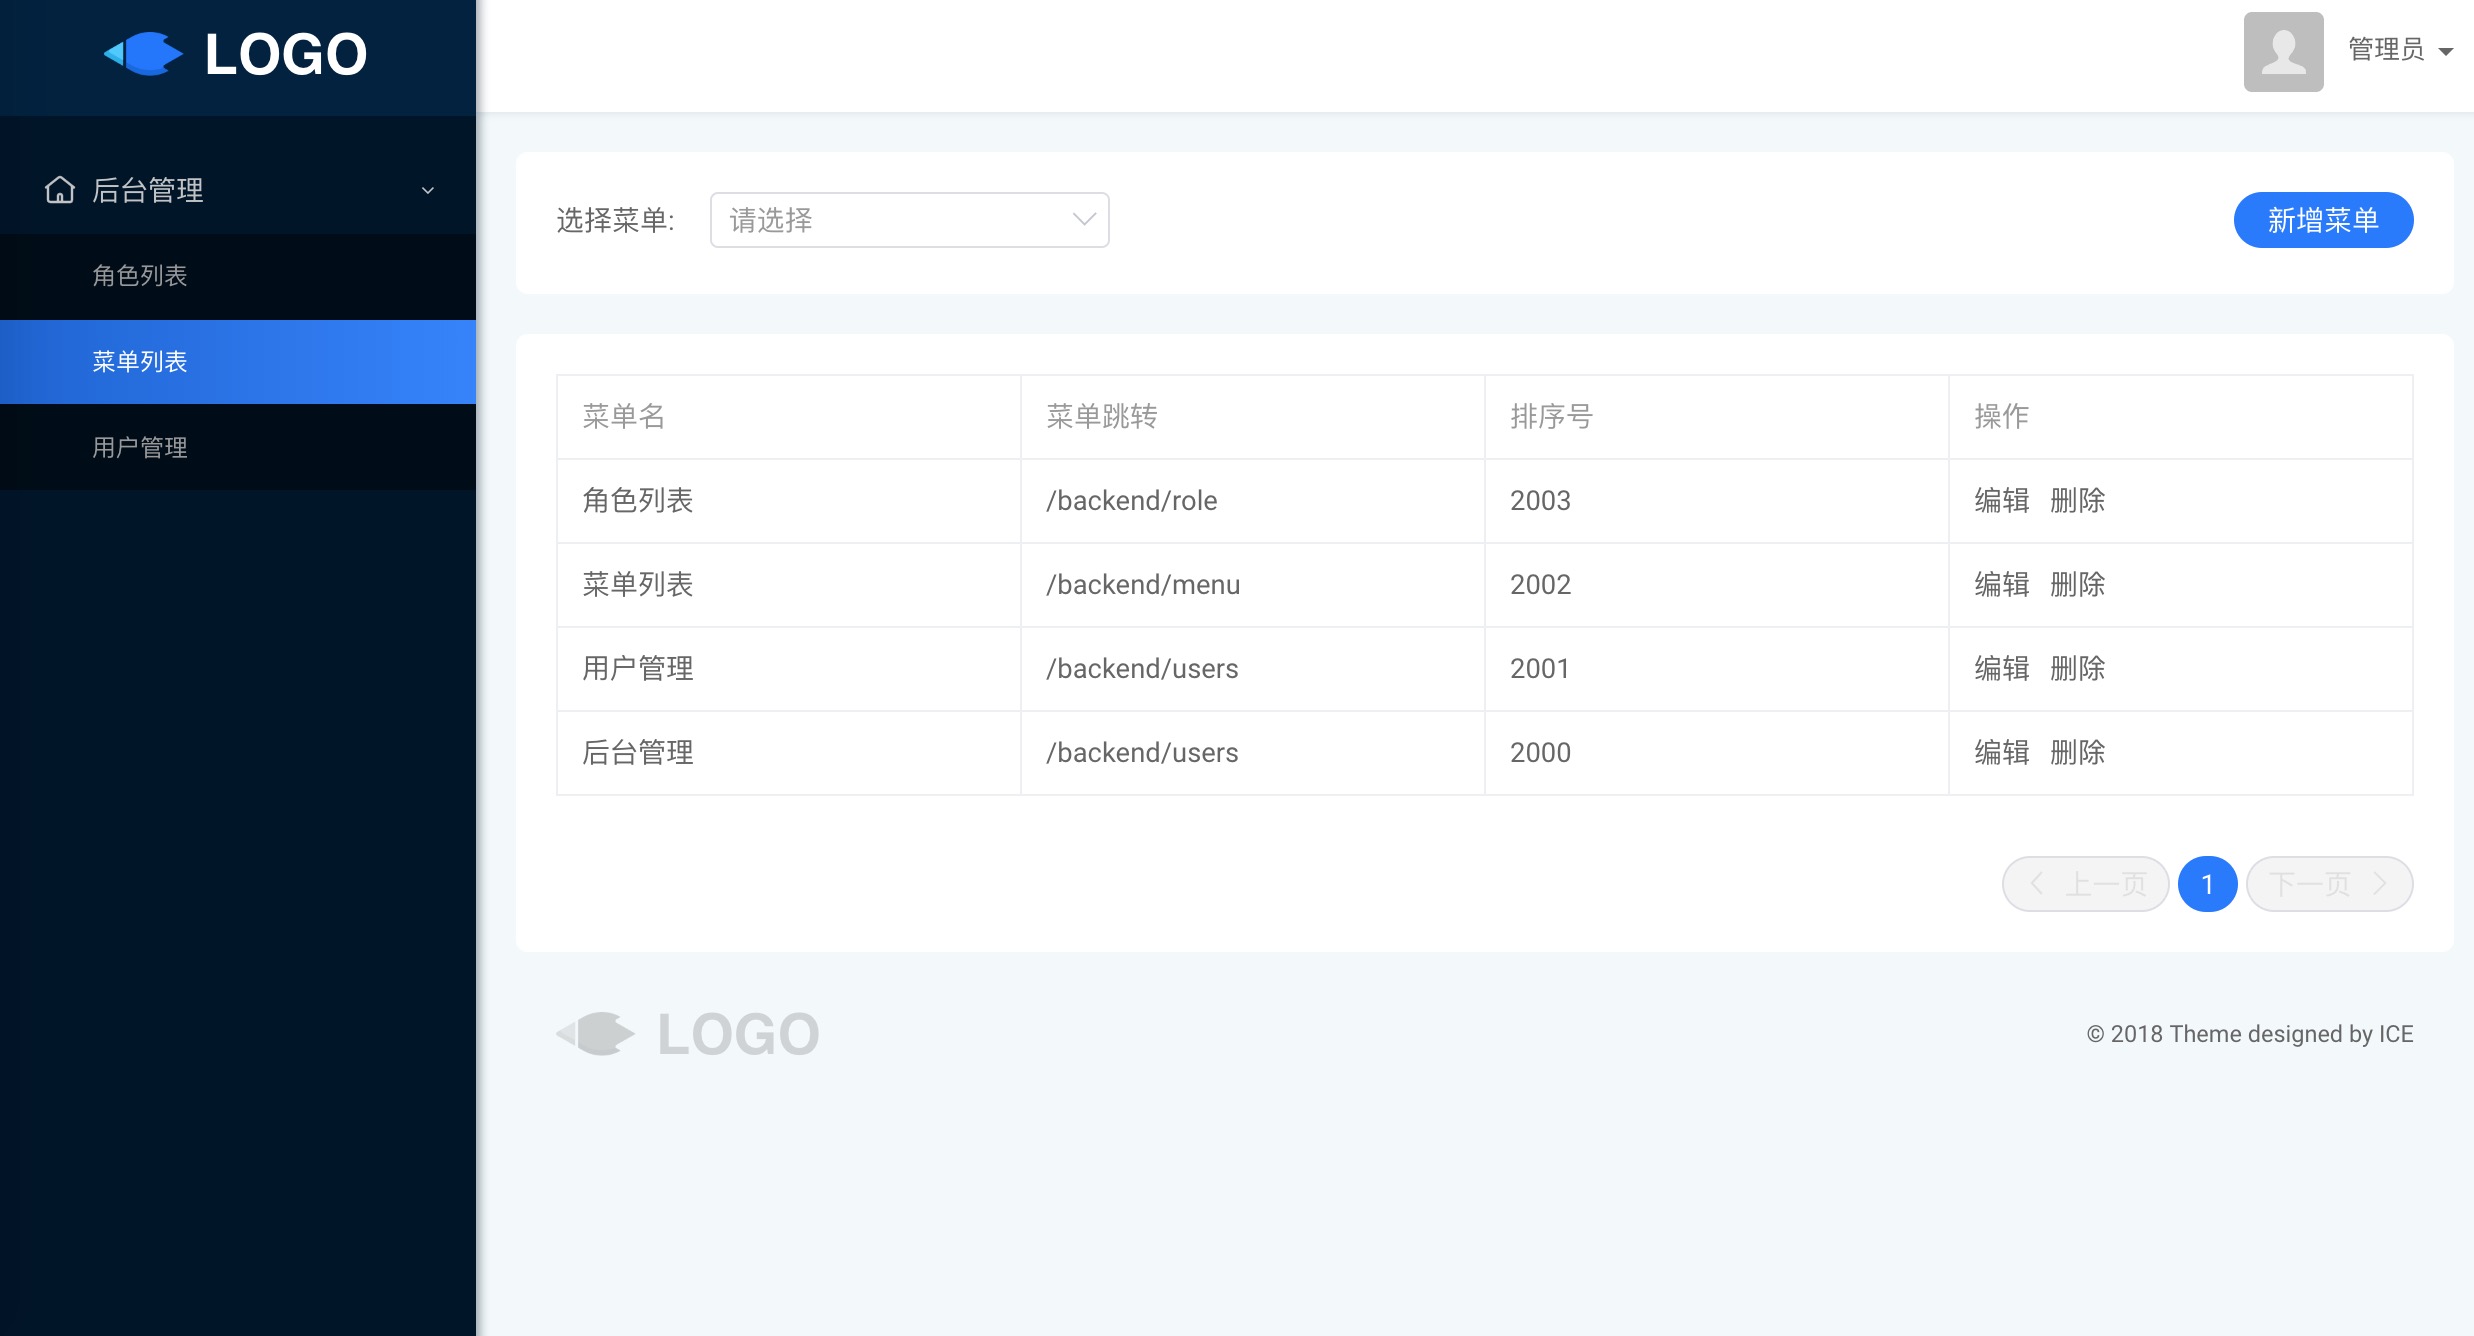 LOGO
管理员
后台管理
角色列表
菜单列表
用户管理
选择菜单: 请选择 新增菜单
菜单名 菜单跳转 排序号 操作
角色列表 /backend/role 2003 编辑 删除
菜单列表 /backend/menu 2002 编辑 删除
用户管理 /backend/users 2001 编辑 删除
后台管理 /backend/users 2000 编辑 删除
上一页 1 下一页
LOGO
© 2018 Theme designed by ICE